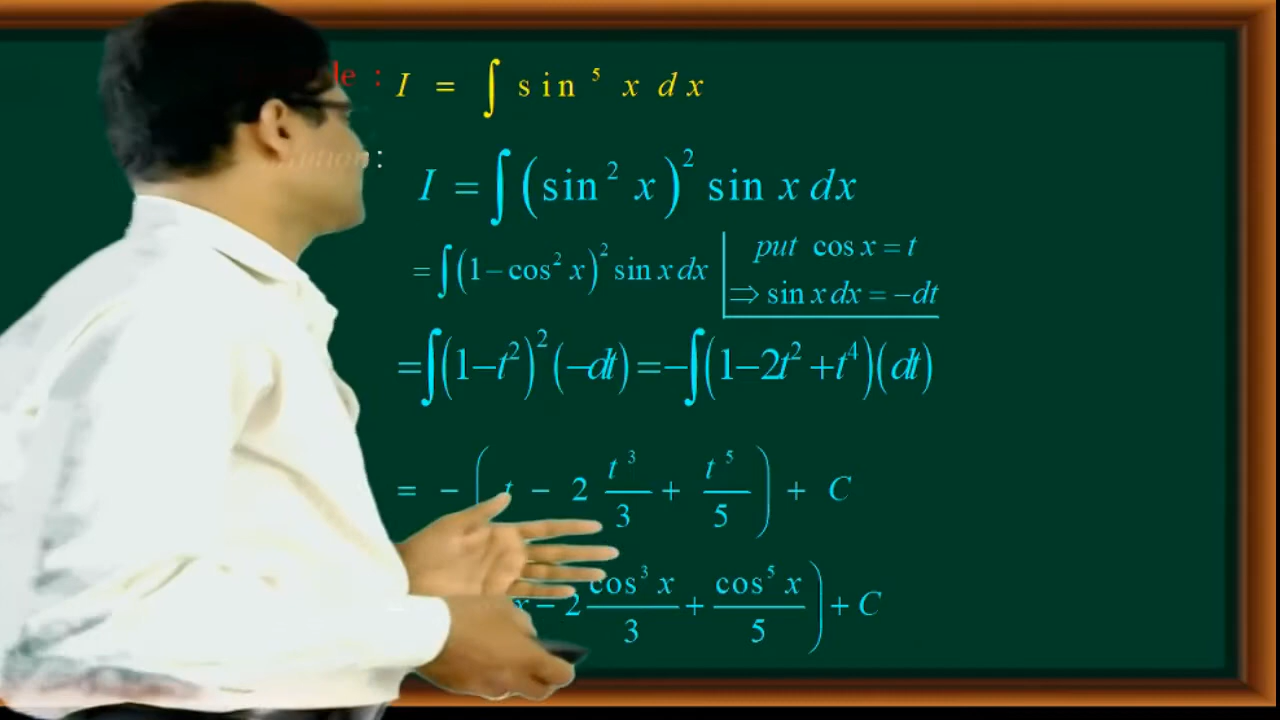 : I = ∫ sin⁵ x dx
:
I = ∫ (sin² x)² sin x dx
= ∫ (1 − cos² x)² sin x dx
put cos x = t
⇒ sin x dx = −dt
= ∫ (1 − t²)² (−dt) = − ∫ (1 − 2t² + t⁴) (dt)
= − ( t − 2 t³/3 + t⁵/5 ) + C
x − 2 cos³ x/3 + cos⁵ x/5 ) + C